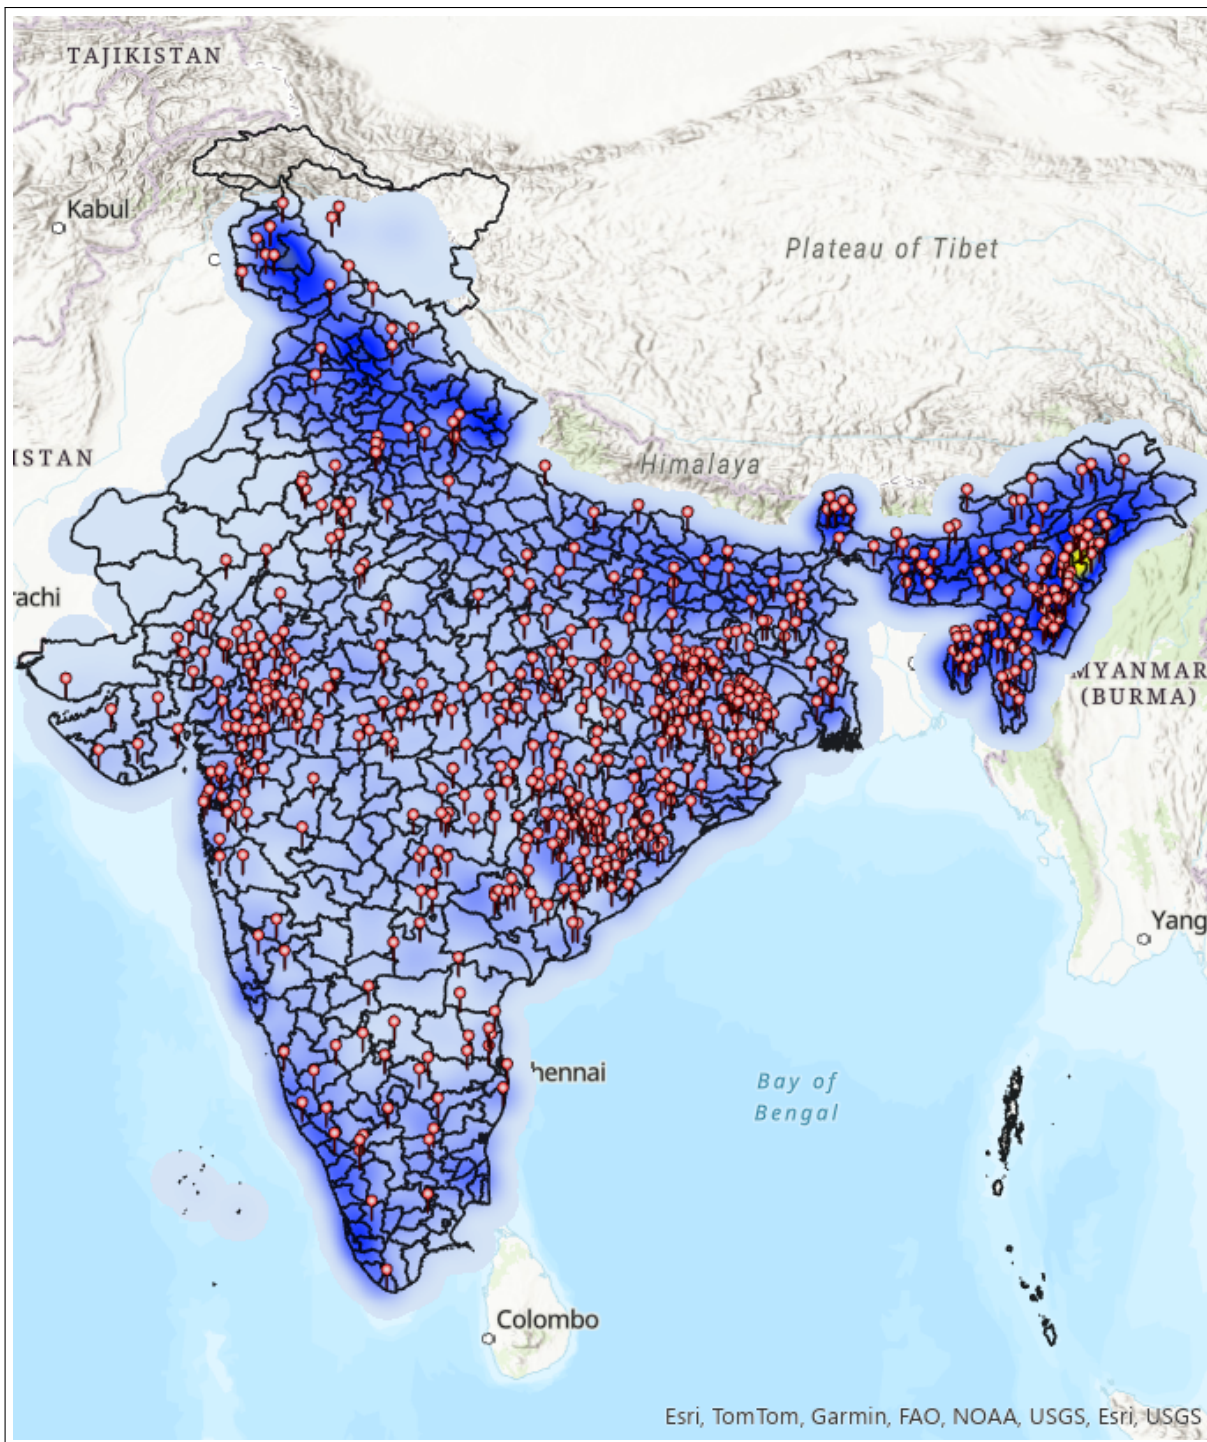 TAJIKISTAN
Kabul
Plateau of Tibet
ISTAN
Himalaya
rachi
MYANMAR
(BURMA)
Yang
hennai
Bay of
Bengal
Colombo
Esri, TomTom, Garmin, FAO, NOAA, USGS, Esri, USGS